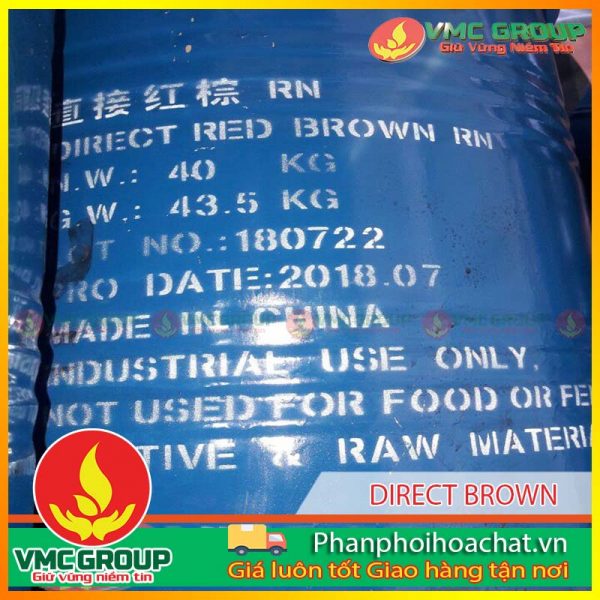 VMC GROUP
Giữ Vững Niềm Tin
直接红棕 RN
DIRECT RED BROWN RN
N.W.: 40 KG
G.W.: 43.5 KG
LOT NO.:180722
PRO DATE:2018.07
VMC GROUP
MADE IN CHINA
INDUSTRIAL USE ONLY,
NOT USED FOR FOOD OR
& RAW
DIRECT BROWN
VMCGROUP
Giữ vững niềm tin
Phanphoihoachat.vn
Giá luôn tốt Giao hàng tận nơi